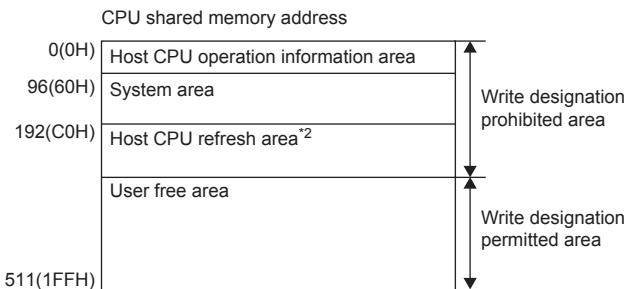 CPU shared memory address
0(0H) Host CPU operation information area
96(60H) System area
192(C0H) Host CPU refresh area*2
Write designation
prohibited area
User free area
Write designation
permitted area
511(1FFH)